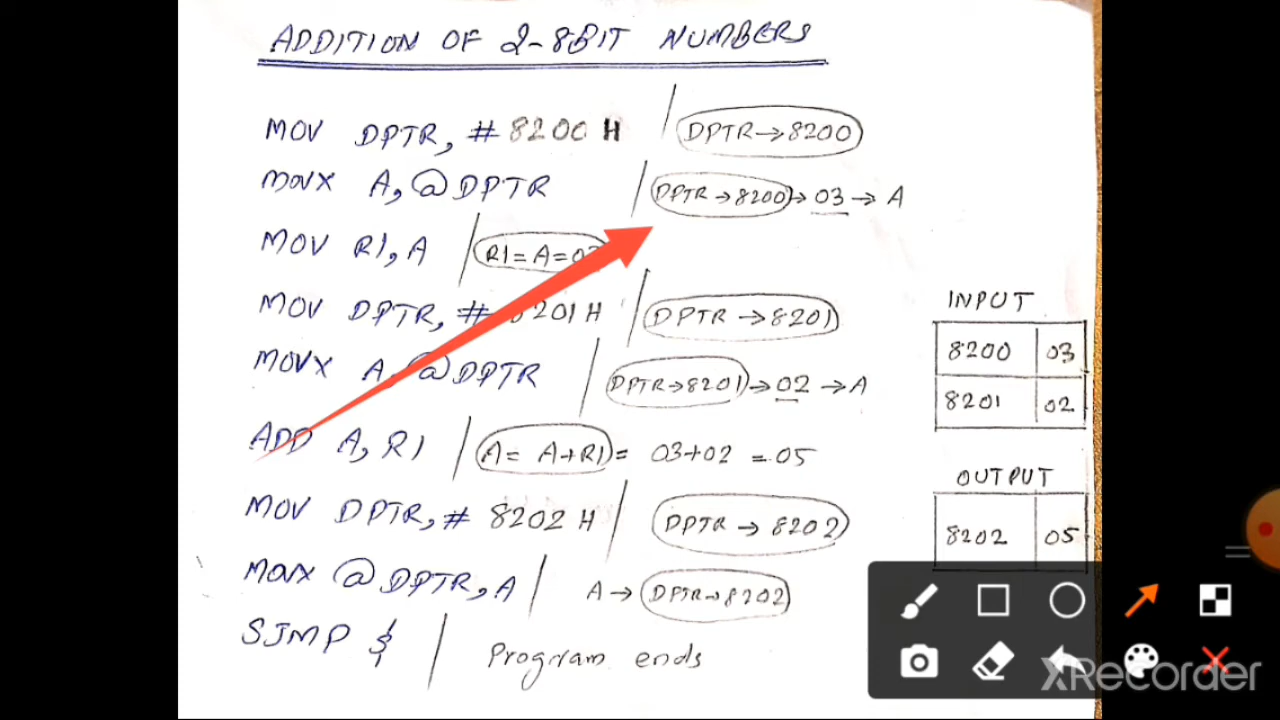 ADDITION OF 2-8BIT NUMBERS
MOV DPTR, # 8200 H / DPTR→8200
MOVX A, @DPTR / DPTR→8200→ 03 → A
MOV R1, A / R1 = A = 03
MOV DPTR, # 8201 H / DPTR →8201
MOVX A, @DPTR / DPTR→8201→ 02 → A
ADD A, R1 / A = A+R1 = 03+02 = 05
MOV DPTR, # 8202 H / DPTR → 8202
MOVX @DPTR, A / A → DPTR→8202
SJMP $ / Program ends
INPUT
8200 03
8201 02
OUTPUT
8202 05
XRecorder